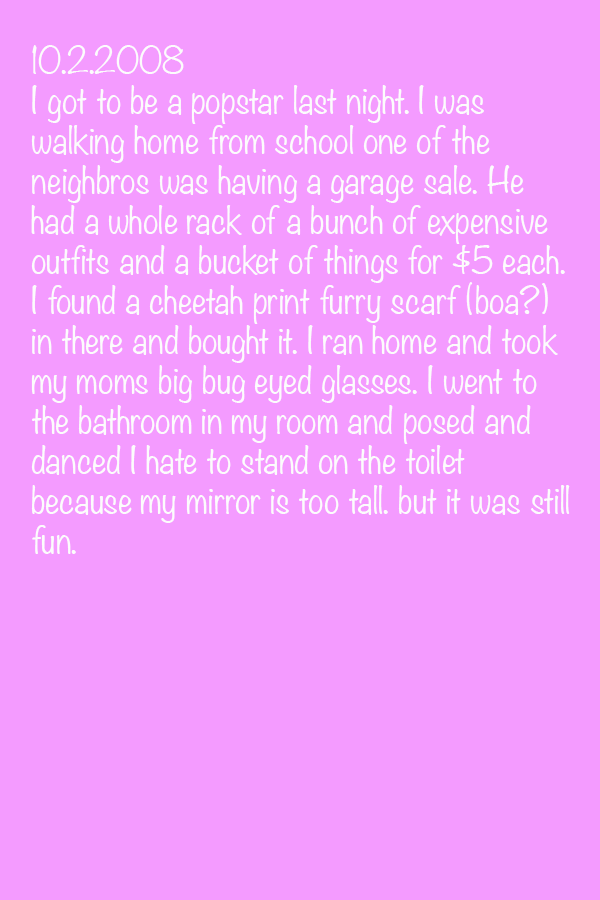 10.2.2008
I got to be a popstar last night. I was
walking home from school one of the
neighbros was having a garage sale. He
had a whole rack of a bunch of expensive
outfits and a bucket of things for $5 each.
I found a cheetah print furry scarf (boa?)
in there and bought it. I ran home and took
my moms big bug eyed glasses. I went to
the bathroom in my room and posed and
danced I hate to stand on the toilet
because my mirror is too tall. but it was still
fun.